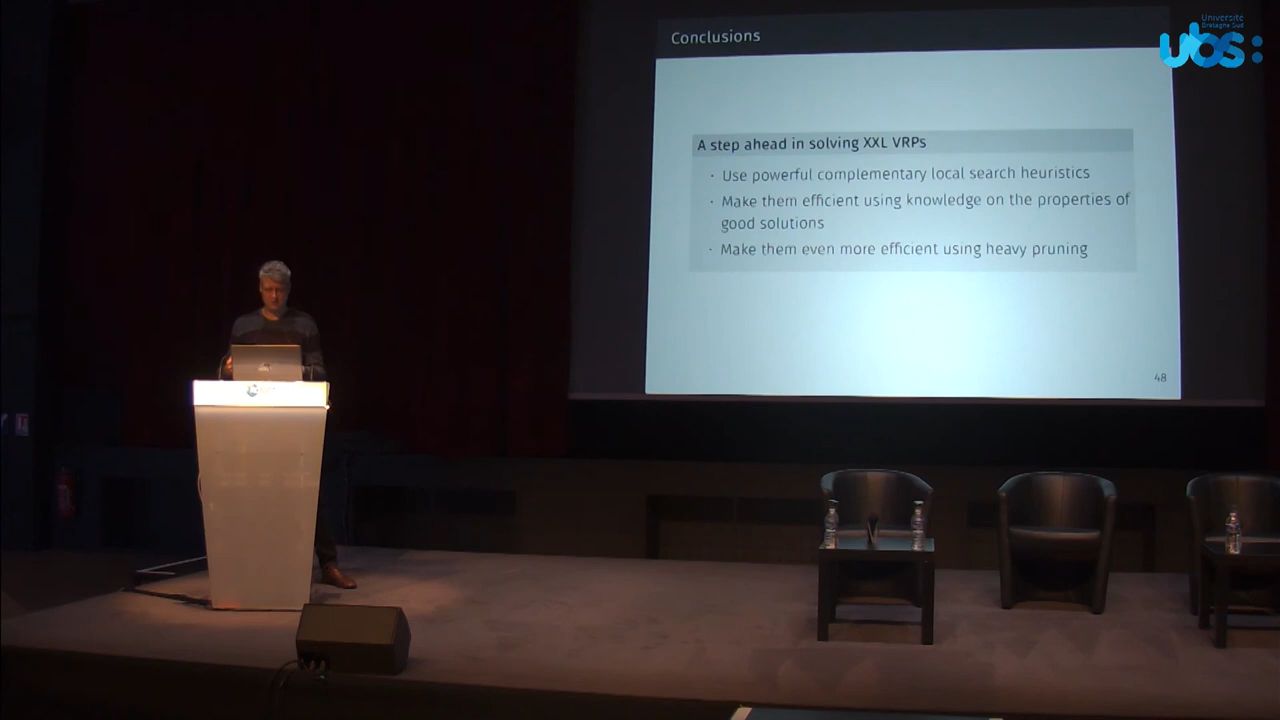 Conclusions
Université
Bretagne Sud
ubs:
A step ahead in solving XXL VRPs
· Use powerful complementary local search heuristics
· Make them efficient using knowledge on the properties of
good solutions
· Make them even more efficient using heavy pruning
48